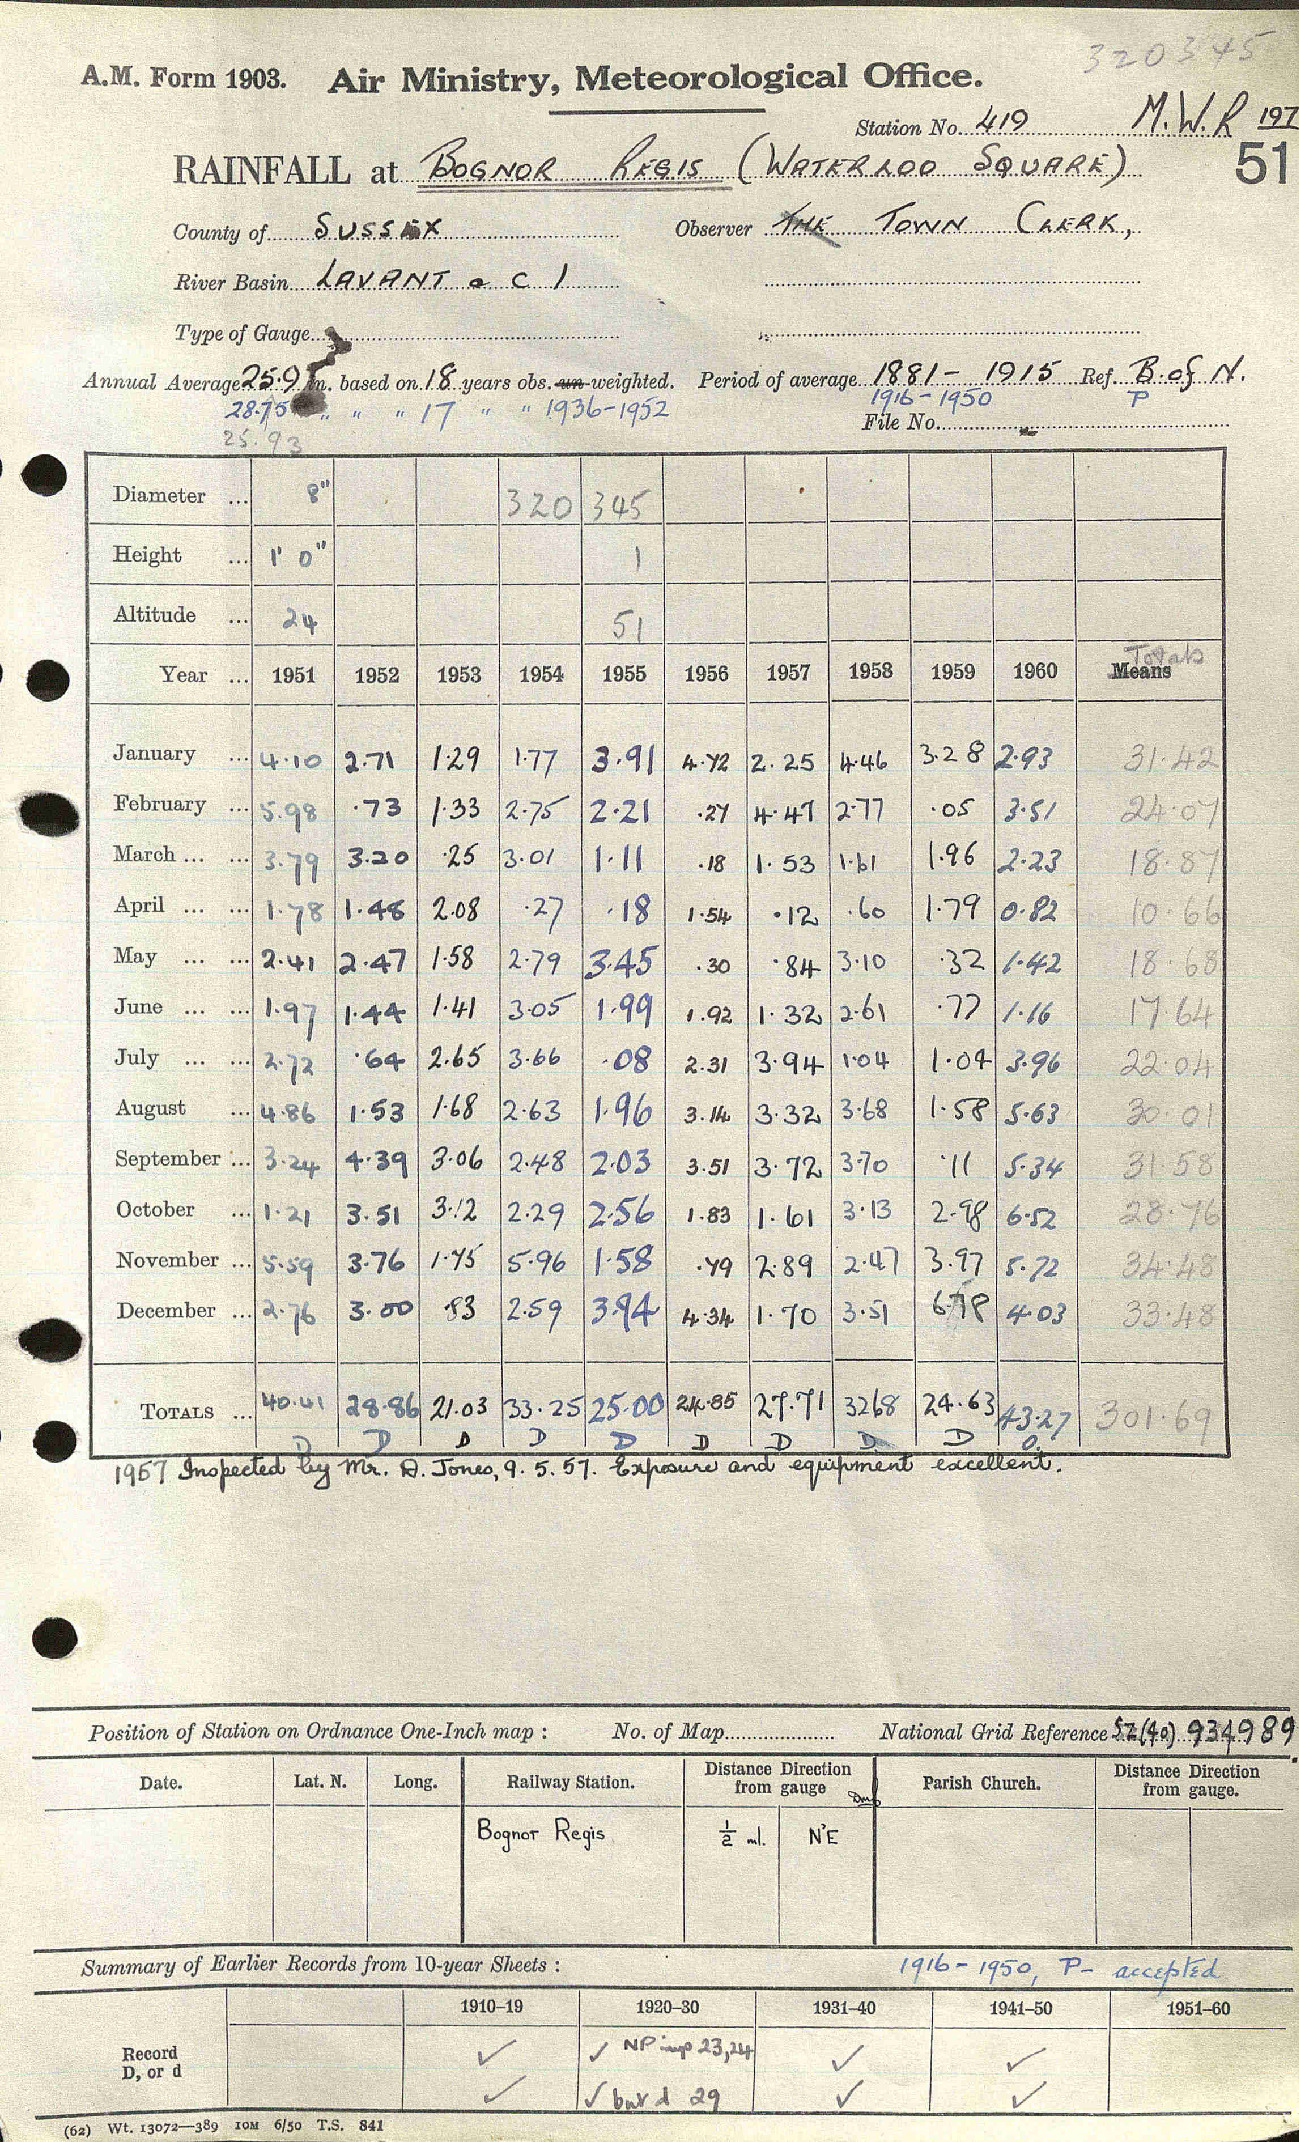 320345
A.M. Form 1903. Air Ministry, Meteorological Office.
Station No. 419 M.W.R 197
RAINFALL at BOGNOR REGIS (WATERLOO SQUARE) 51
County of SUSSEX Observer THE TOWN CLERK,
River Basin LAVANT &c 1
Type of Gauge
Annual Average 25.95 in. based on 18 years obs. un-weighted. Period of average 1881 - 1915 Ref. B. of N.
28.75 " " " 17 " " 1936-1952 1916-1950 P
25.93 File No.
Diameter ... 8" 320 345
Height ... 1' 0" 1
Altitude ... 24 51
Totals
Year ... 1951 1952 1953 1954 1955 1956 1957 1958 1959 1960 Means
January ... 4.10 2.71 1.29 1.77 3.91 4.72 2.25 4.46 3.28 2.93 31.42
February ... 5.98 .73 1.33 2.75 2.21 .27 4.47 2.77 .05 3.51 24.07
March ... ... 3.79 3.20 .25 3.01 1.11 .18 1.53 1.61 1.96 2.23 18.87
April ... ... 1.78 1.48 2.08 .27 .18 1.54 .12 .60 1.79 0.82 10.66
May ... ... 2.41 2.47 1.58 2.79 3.45 .30 .84 3.10 .32 1.42 18.68
June ... ... 1.97 1.44 1.41 3.05 1.99 1.92 1.32 2.61 .77 1.16 17.64
July ... ... 2.72 .64 2.65 3.66 .08 2.31 3.94 1.04 1.04 3.96 22.04
August ... 4.86 1.53 1.68 2.63 1.96 3.14 3.32 3.68 1.58 5.63 30.01
September ... 3.24 4.39 3.06 2.48 2.03 3.51 3.72 3.70 .11 5.34 31.58
October ... 1.21 3.51 3.12 2.29 2.56 1.83 1.61 3.13 2.98 6.52 28.76
November ... 5.59 3.76 1.75 5.96 1.58 .79 2.89 2.47 3.97 5.72 34.48
December ... 2.76 3.00 .83 2.59 3.94 4.34 1.70 3.51 6.78 4.03 33.48
TOTALS ... 40.41 28.86 21.03 33.25 25.00 24.85 27.71 32.68 24.63 43.27 301.69
D D D D D D D D D D
1957 Inspected by Mr. D. Jones, 9.5.57. Exposure and equipment excellent.
Position of Station on Ordnance One-Inch map : No. of Map National Grid Reference SZ(40) 934989
Date. Lat. N. Long. Railway Station. Distance Direction from gauge Parish Church. Distance Direction from gauge.
Bognor Regis ½ ml. N'E
Summary of Earlier Records from 10-year Sheets : 1916-1950, P- accepted
1910-19 1920-30 1931-40 1941-50 1951-60
Record ✓ ✓ NP imp 23,24 ✓ ✓
D, or d ✓ ✓ but d 29 ✓ ✓
(62) Wt. 13072—389 10M 6/50 T.S. 841